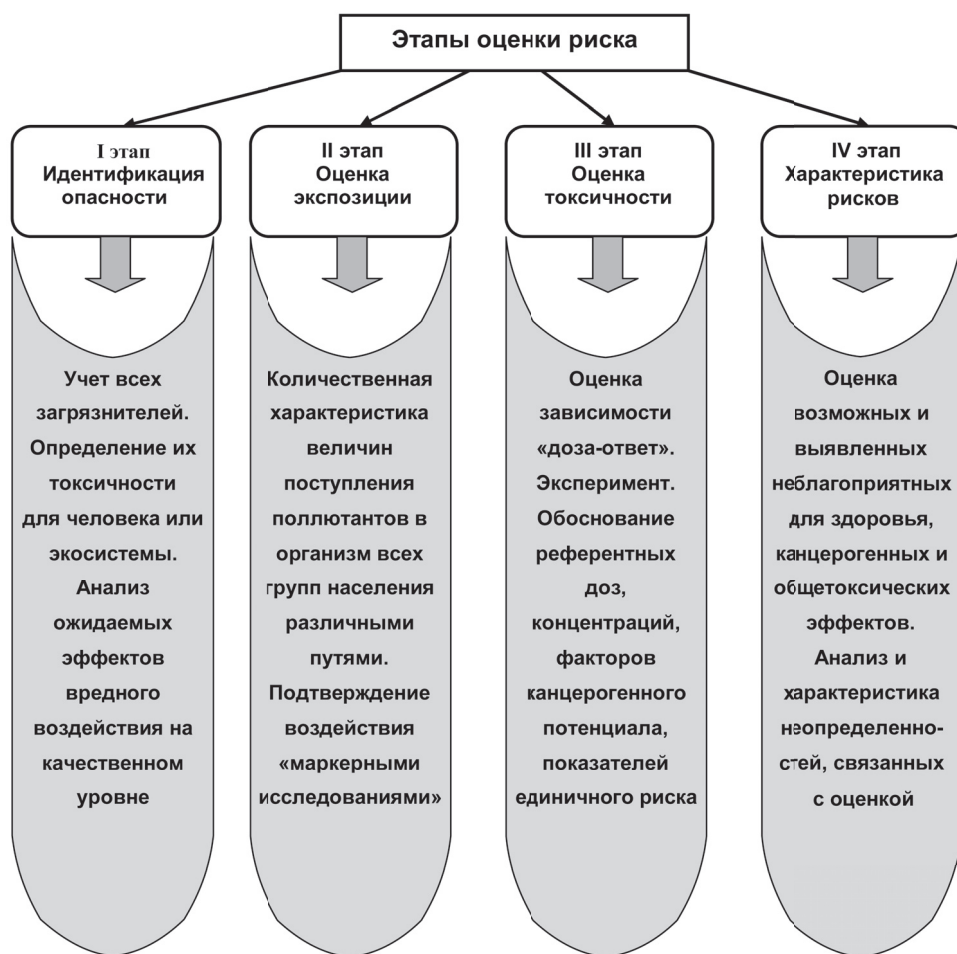 Этапы оценки риска
I этап
Идентификация
опасности
II этап
Оценка
экспозиции
III этап
Оценка
токсичности
IV этап
Характеристика
рисков
Учет всех
загрязнителей.
Определение их
токсичности
для человека или
экосистемы.
Анализ
ожидаемых
эффектов
вредного
воздействия на
качественном
уровне
Количественная
характеристика
величин
поступления
поллютантов в
организм всех
групп населения
различными
путями.
Подтверждение
воздействия
«маркерными
исследованиями»
Оценка
зависимости
«доза-ответ».
Эксперимент.
Обоснование
референтных
доз,
концентраций,
факторов
канцерогенного
потенциала,
показателей
единичного риска
Оценка
возможных и
выявленных
неблагоприятных
для здоровья,
канцерогенных и
общетоксических
эффектов.
Анализ и
характеристика
неопределенно-
стей, связанных
с оценкой